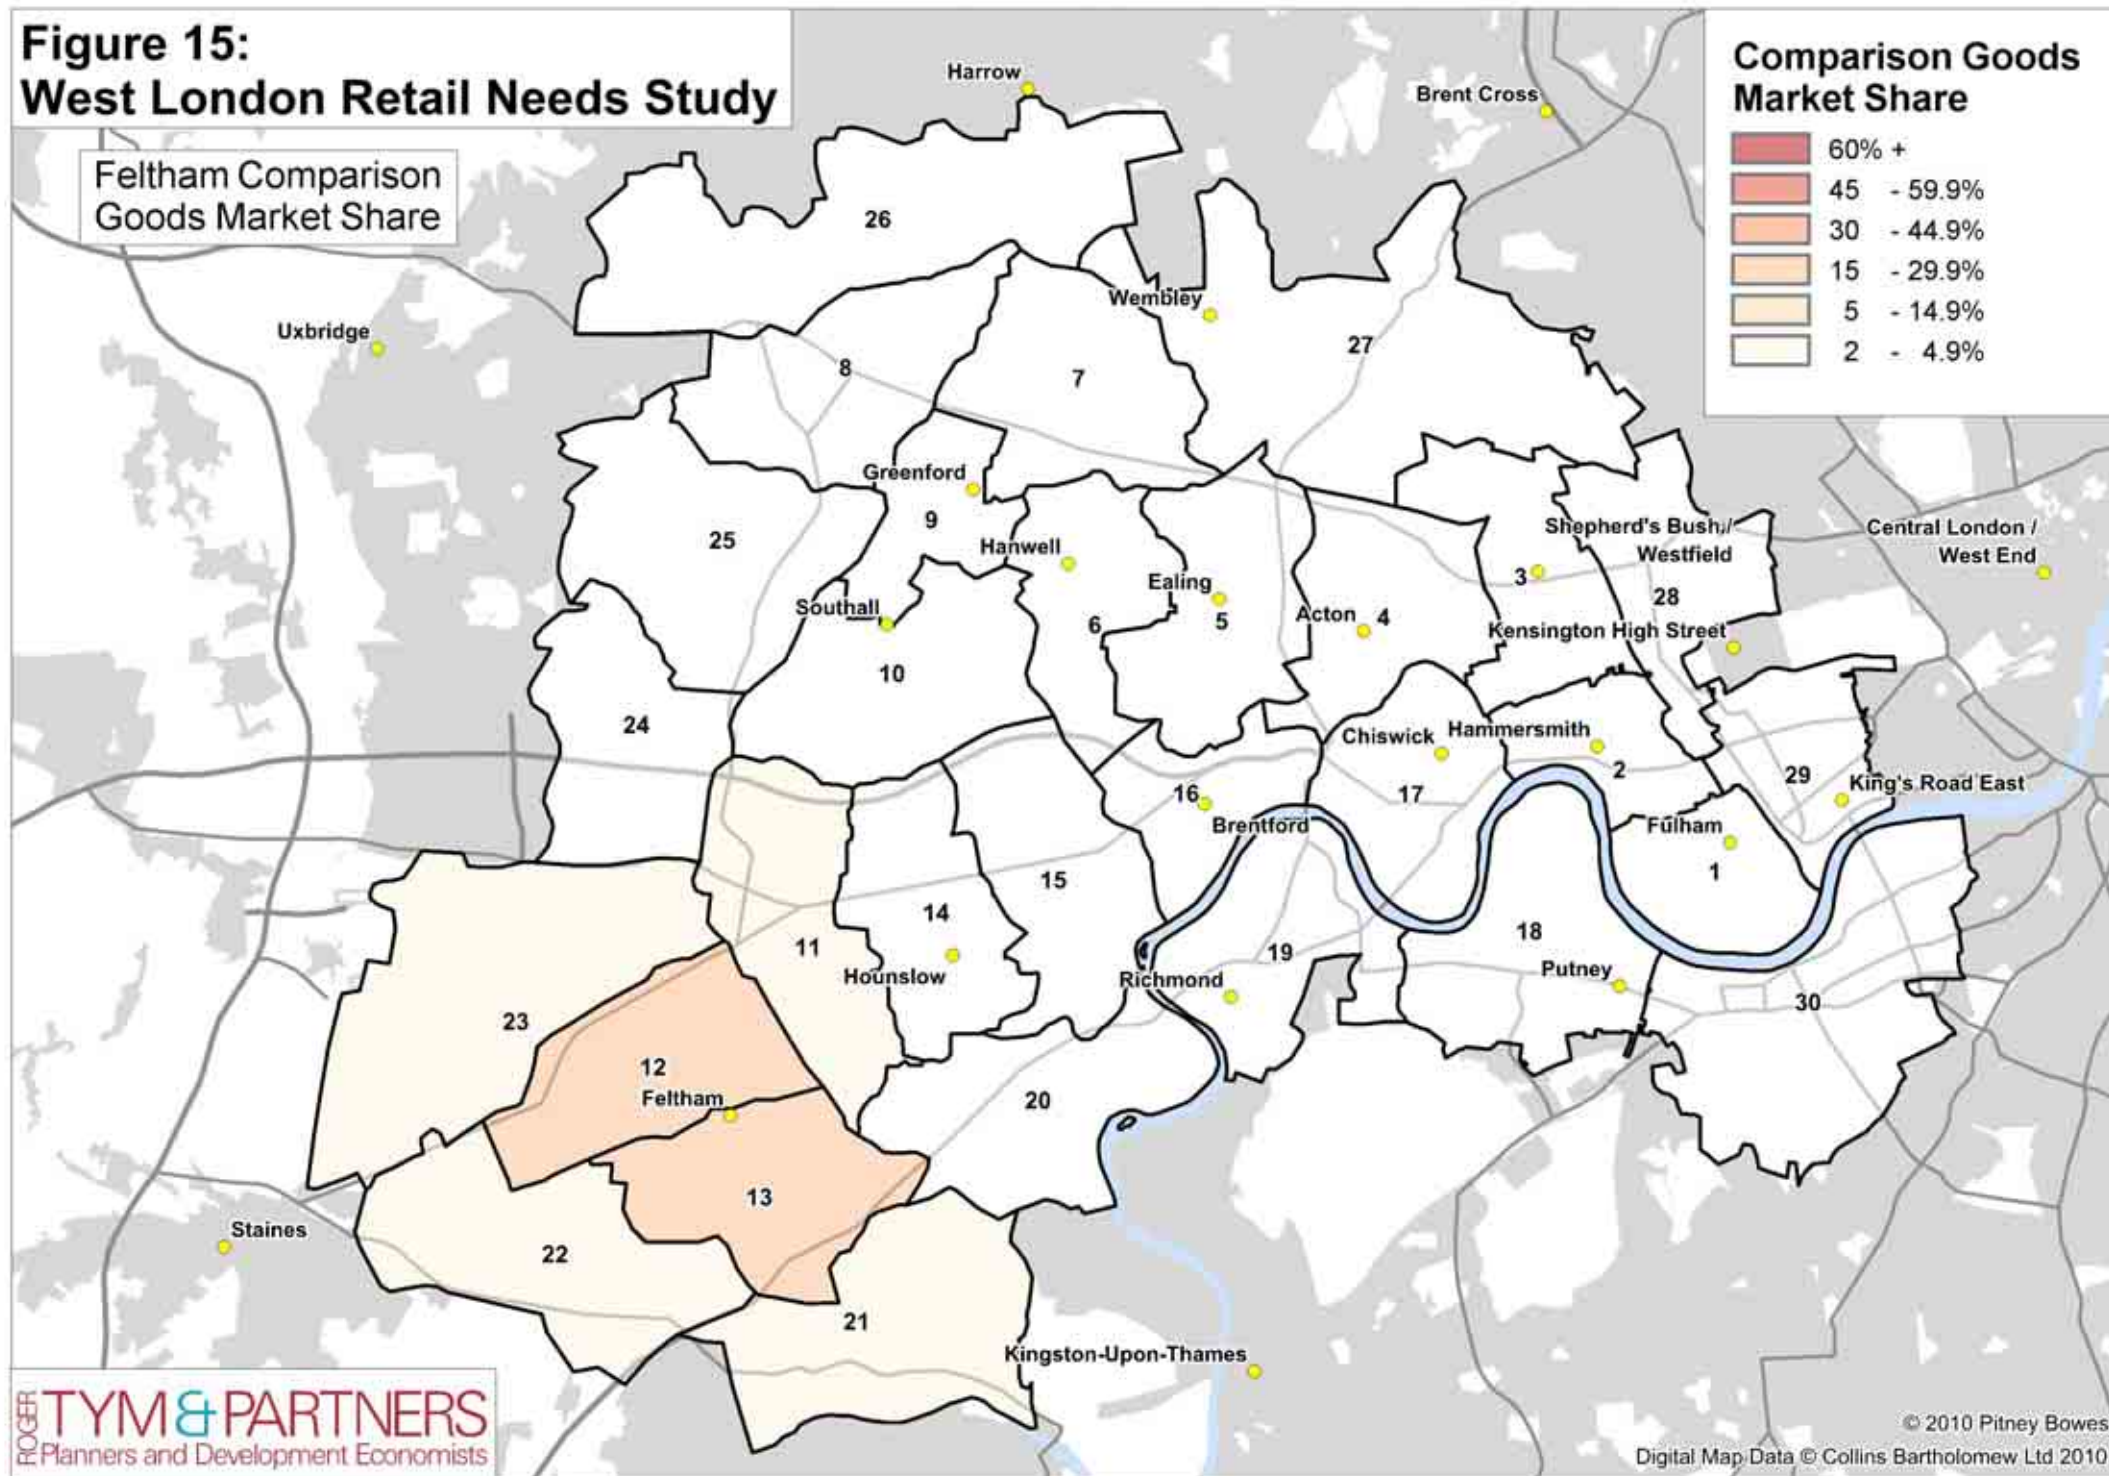 Figure 15:
West London Retail Needs Study
Feltham Comparison
Goods Market Share
Comparison Goods
Market Share
60% +
45 - 59.9%
30 - 44.9%
15 - 29.9%
5 - 14.9%
2 - 4.9%
Harrow
Brent Cross
26
Wembley
Uxbridge
27
8
7
Greenford
9
25
Hanwell
Shepherd's Bush /
Westfield
Central London /
West End
3
Ealing
5
Southall
6
Acton 4
28
Kensington High Street
10
24
Chiswick
Hammersmith
2
29
King's Road East
16
Brentford
17
Fulham
1
15
14
11
Hounslow
18
19
Richmond
Putney
30
23
12
Feltham
20
13
Staines
22
21
Kingston-Upon-Thames
ROGER
TYM & PARTNERS
Planners and Development Economists
© 2010 Pitney Bowes
Digital Map Data © Collins Bartholomew Ltd 2010